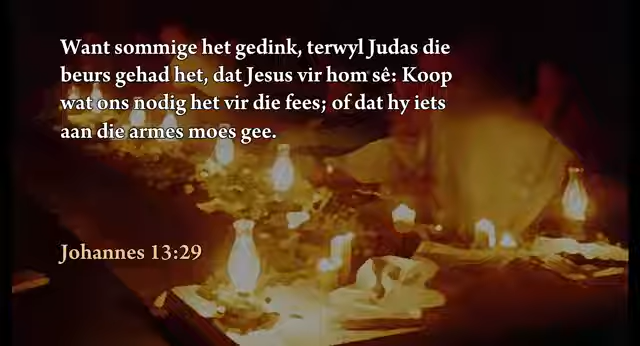 Want sommige het gedink, terwyl Judas die
beurs gehad het, dat Jesus vir hom sê: Koop
wat ons nodig het vir die fees; of dat hy iets
aan die armes moes gee.
Johannes 13:29